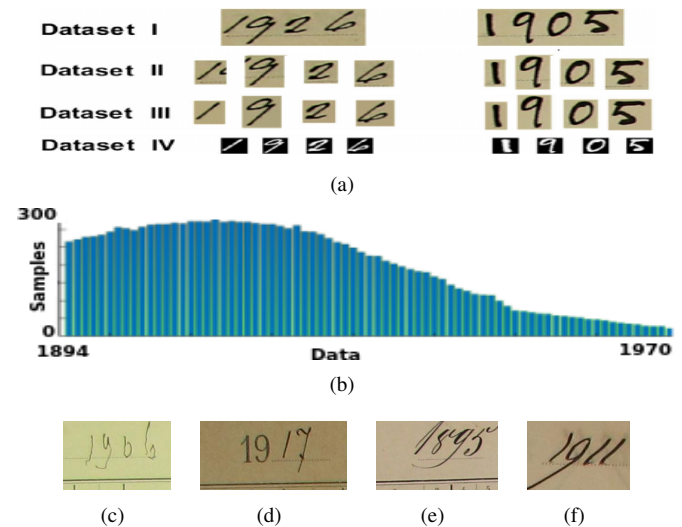 Dataset I 1926 1905
Dataset II 1 9 2 6 1 9 0 5
Dataset III 1 9 2 6 1 9 0 5
Dataset IV 1 9 2 6 1 9 0 5
(a)
300
Samples
0
1894 Data 1970
(b)
1906 1917 1895 1911
(c) (d) (e) (f)